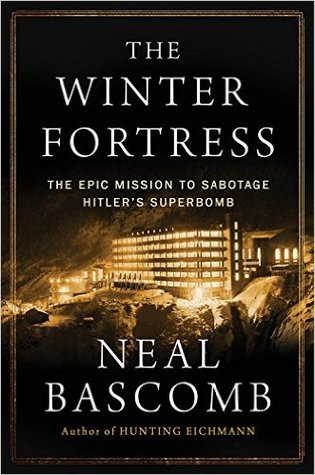 THE
WINTER
FORTRESS
THE EPIC MISSION TO SABOTAGE
HITLER'S SUPERBOMB
NEAL
BASCOMB
Author of HUNTING EICHMANN